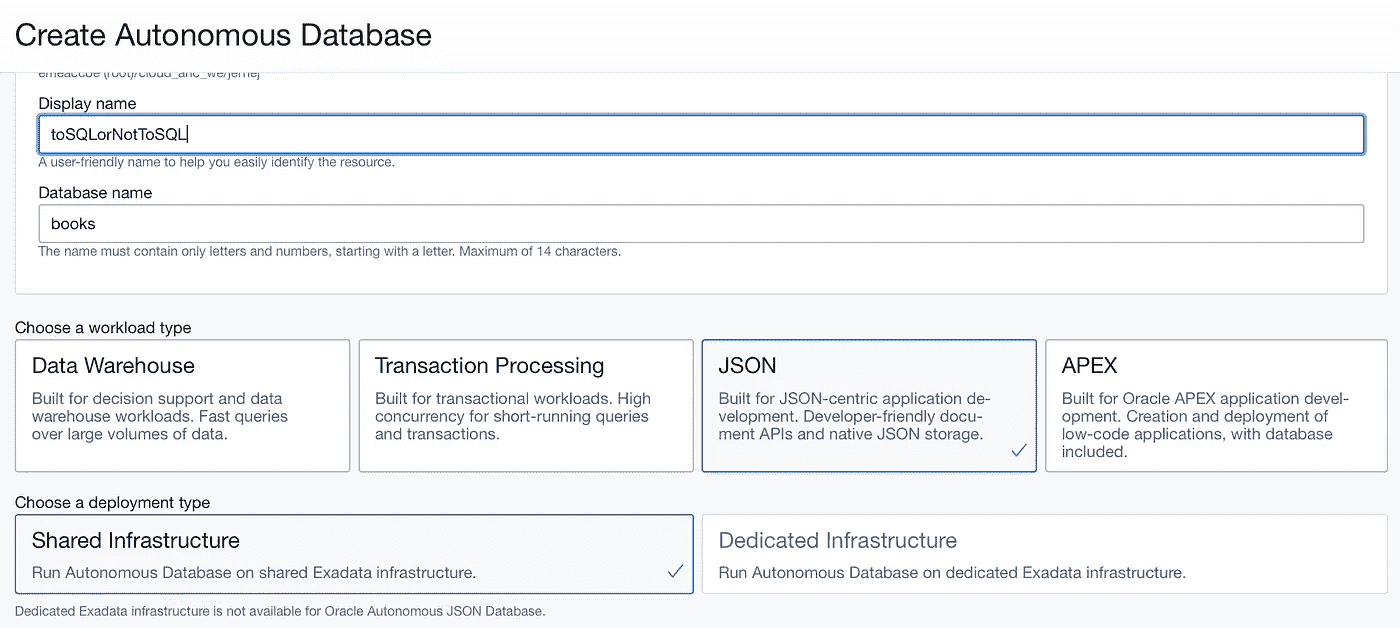 Create Autonomous Database
Display name
toSQLorNotToSQL
A user-friendly name to help you easily identify the resource.
Database name
books
The name must contain only letters and numbers, starting with a letter. Maximum of 14 characters.
Choose a workload type
Data Warehouse
Built for decision support and data
warehouse workloads. Fast queries
over large volumes of data.
Transaction Processing
Built for transactional workloads. High
concurrency for short-running queries
and transactions.
JSON
Built for JSON-centric application de-
velopment. Developer-friendly docu-
ment APIs and native JSON storage.
APEX
Built for Oracle APEX application devel-
opment. Creation and deployment of
low-code applications, with database
included.
Choose a deployment type
Shared Infrastructure
Run Autonomous Database on shared Exadata infrastructure.
Dedicated Infrastructure
Run Autonomous Database on dedicated Exadata infrastructure.
Dedicated Exadata infrastructure is not available for Oracle Autonomous JSON Database.